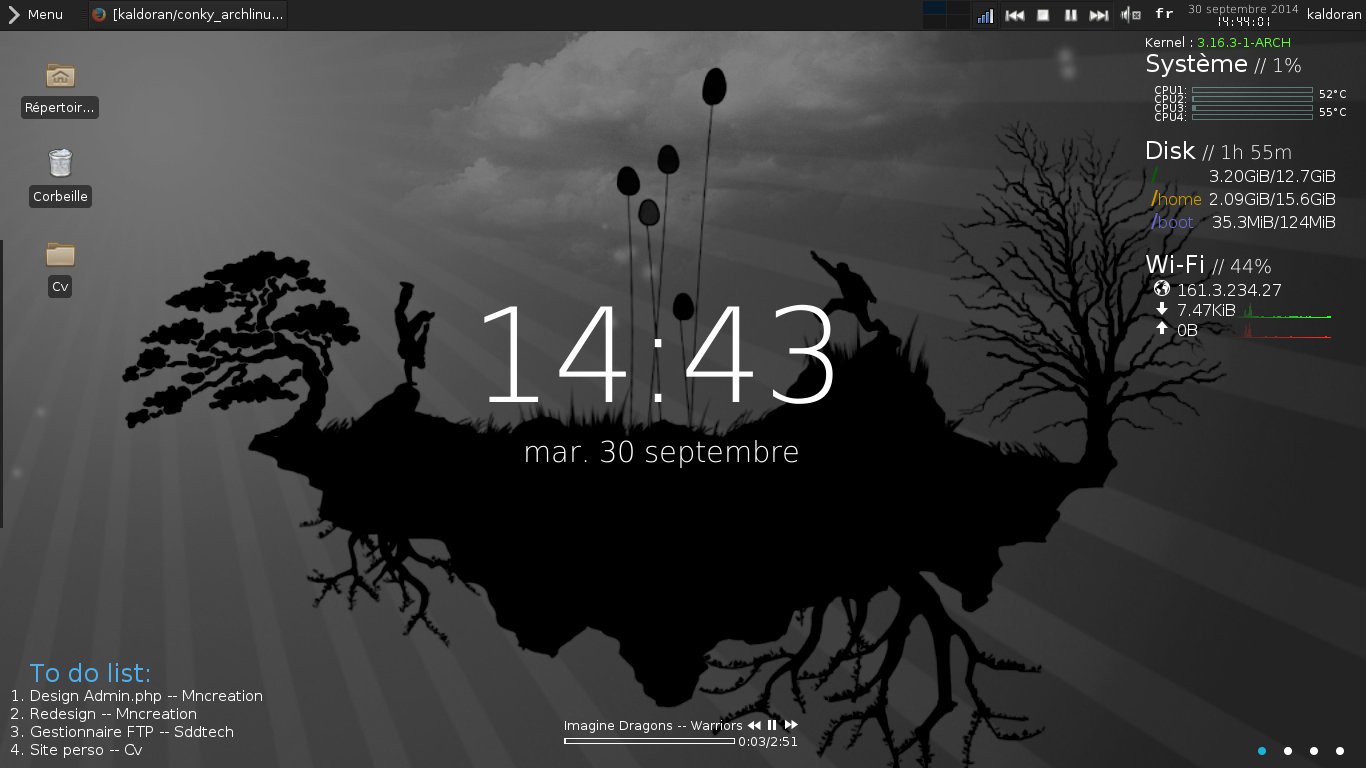 Menu
[kaldoran/conky_archlinu...
fr
30 septembre 2014
14:44:01
kaldoran
Kernel : 3.16.3-1-ARCH
Système // 1%
CPU1:
CPU2:
52°C
CPU3:
CPU4:
55°C
Disk // 1h 55m
/ 3.20GiB/12.7GiB
/home 2.09GiB/15.6GiB
/boot 35.3MiB/124MiB
Wi-Fi // 44%
161.3.234.27
7.47KiB
0B
Répertoir...
Corbeille
Cv
14:43
mar. 30 septembre
To do list:
1. Design Admin.php -- Mncreation
2. Redesign -- Mncreation
3. Gestionnaire FTP -- Sddtech
4. Site perso -- Cv
Imagine Dragons -- Warriors
0:03/2:51